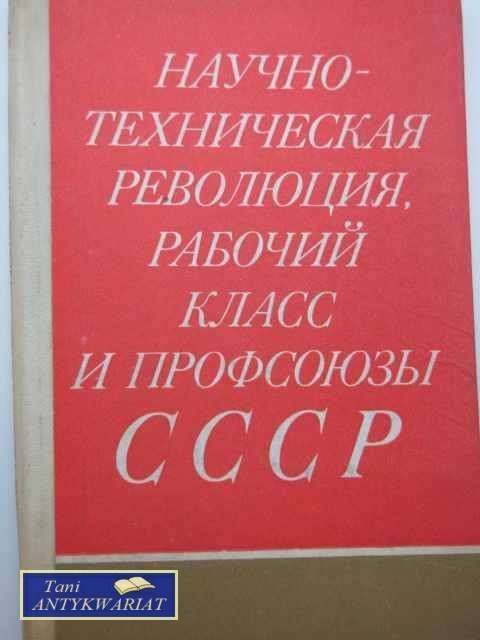 НАУЧНО-
ТЕХНИЧЕСКАЯ
РЕВОЛЮЦИЯ,
РАБОЧИЙ
КЛАСС
И ПРОФСОЮЗЫ
СССР
Tani
ANTYKWARIAT